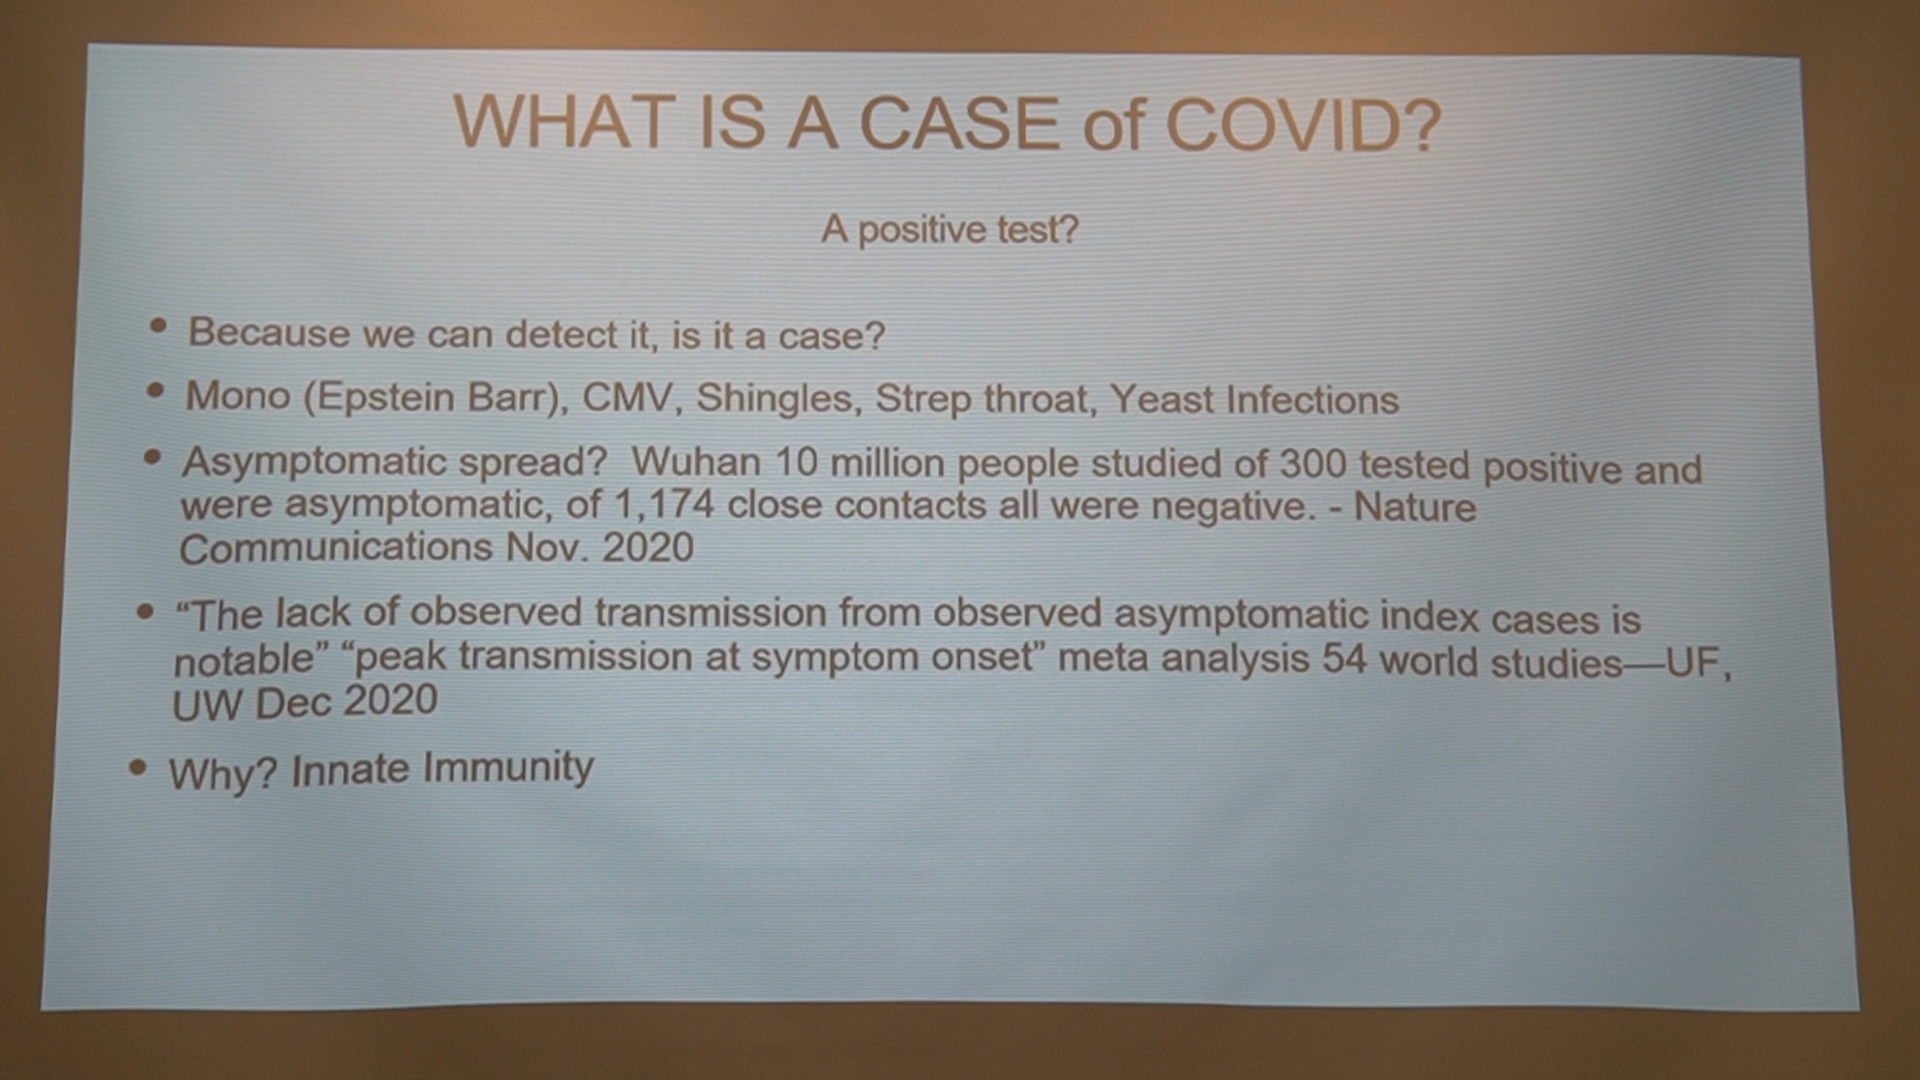 WHAT IS A CASE of COVID?
A positive test?
• Because we can detect it, is it a case?
• Mono (Epstein Barr), CMV, Shingles, Strep throat, Yeast Infections
• Asymptomatic spread?  Wuhan 10 million people studied of 300 tested positive and
were asymptomatic, of 1,174 close contacts all were negative. - Nature
Communications Nov. 2020
• “The lack of observed transmission from observed asymptomatic index cases is
notable” “peak transmission at symptom onset” meta analysis 54 world studies—UF,
UW Dec 2020
• Why? Innate Immunity